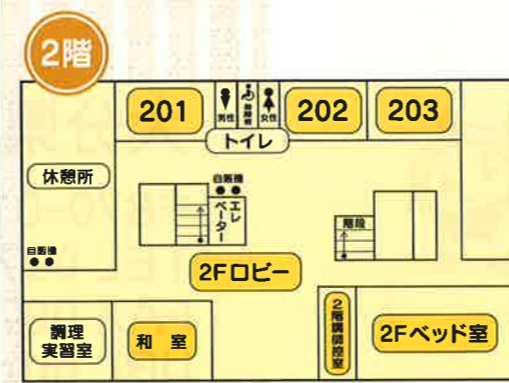 2階
201
男性
障害者
女性
202
203
トイレ
休憩所
自販機
エレ
ベーター
階段
自販機
2Fロビー
調理
実習室
和 室
2階講師控室
2Fベッド室